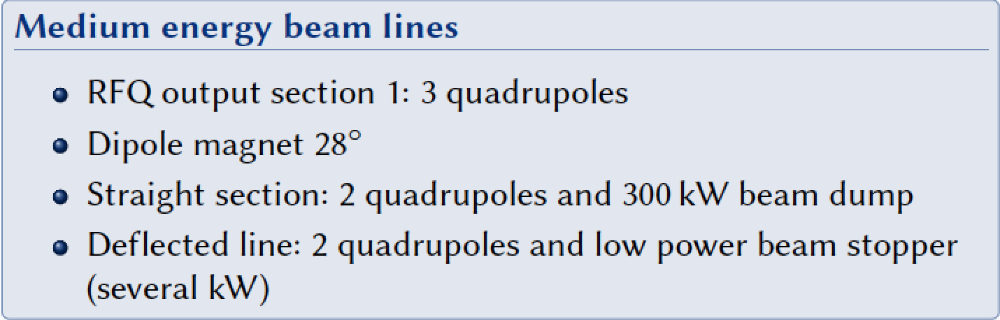 Medium energy beam lines
RFQ output section 1: 3 quadrupoles
Dipole magnet 28°
Straight section: 2 quadrupoles and 300 kW beam dump
Deflected line: 2 quadrupoles and low power beam stopper
(several kW)